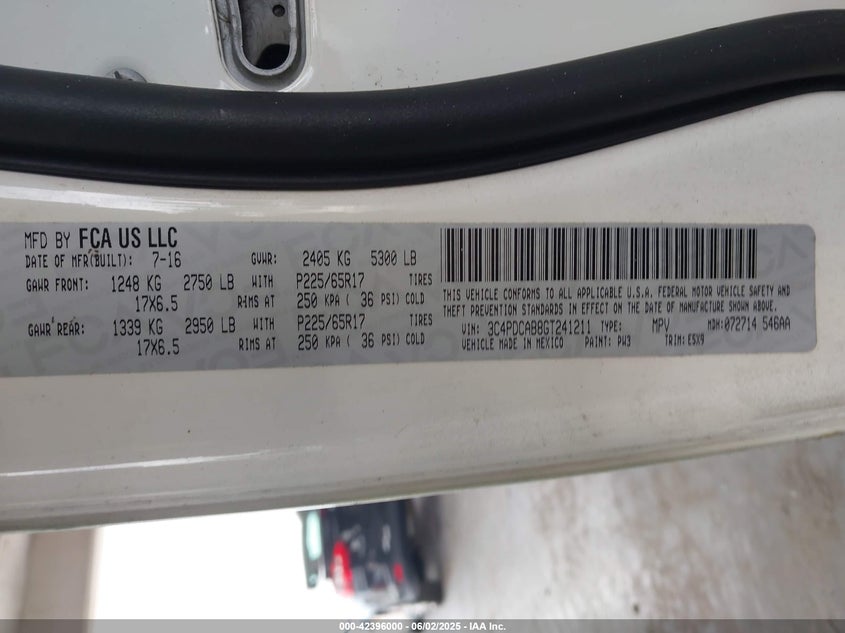 MFD BY FCA US LLC
DATE OF MFR(BUILT): 7-16 GVWR: 2405 KG 5300 LB
GAWR FRONT: 1248 KG 2750 LB WITH P225/65R17 TIRES
17X6.5 RIMS AT 250 KPA ( 36 PSI) COLD
GAWR REAR: 1339 KG 2950 LB WITH P225/65R17 TIRES
17X6.5 RIMS AT 250 KPA ( 36 PSI) COLD
THIS VEHICLE CONFORMS TO ALL APPLICABLE U.S.A. FEDERAL MOTOR VEHICLE SAFETY AND
THEFT PREVENTION STANDARDS IN EFFECT ON THE DATE OF MANUFACTURE SHOWN ABOVE.
VIN: 3C4PDCAB8GT241211 TYPE: MPV MDH: 072714 546AA
VEHICLE MADE IN MEXICO PAINT: PW3 TRIM: E5X9
000-42396000 - 06/02/2025 - IAA Inc.